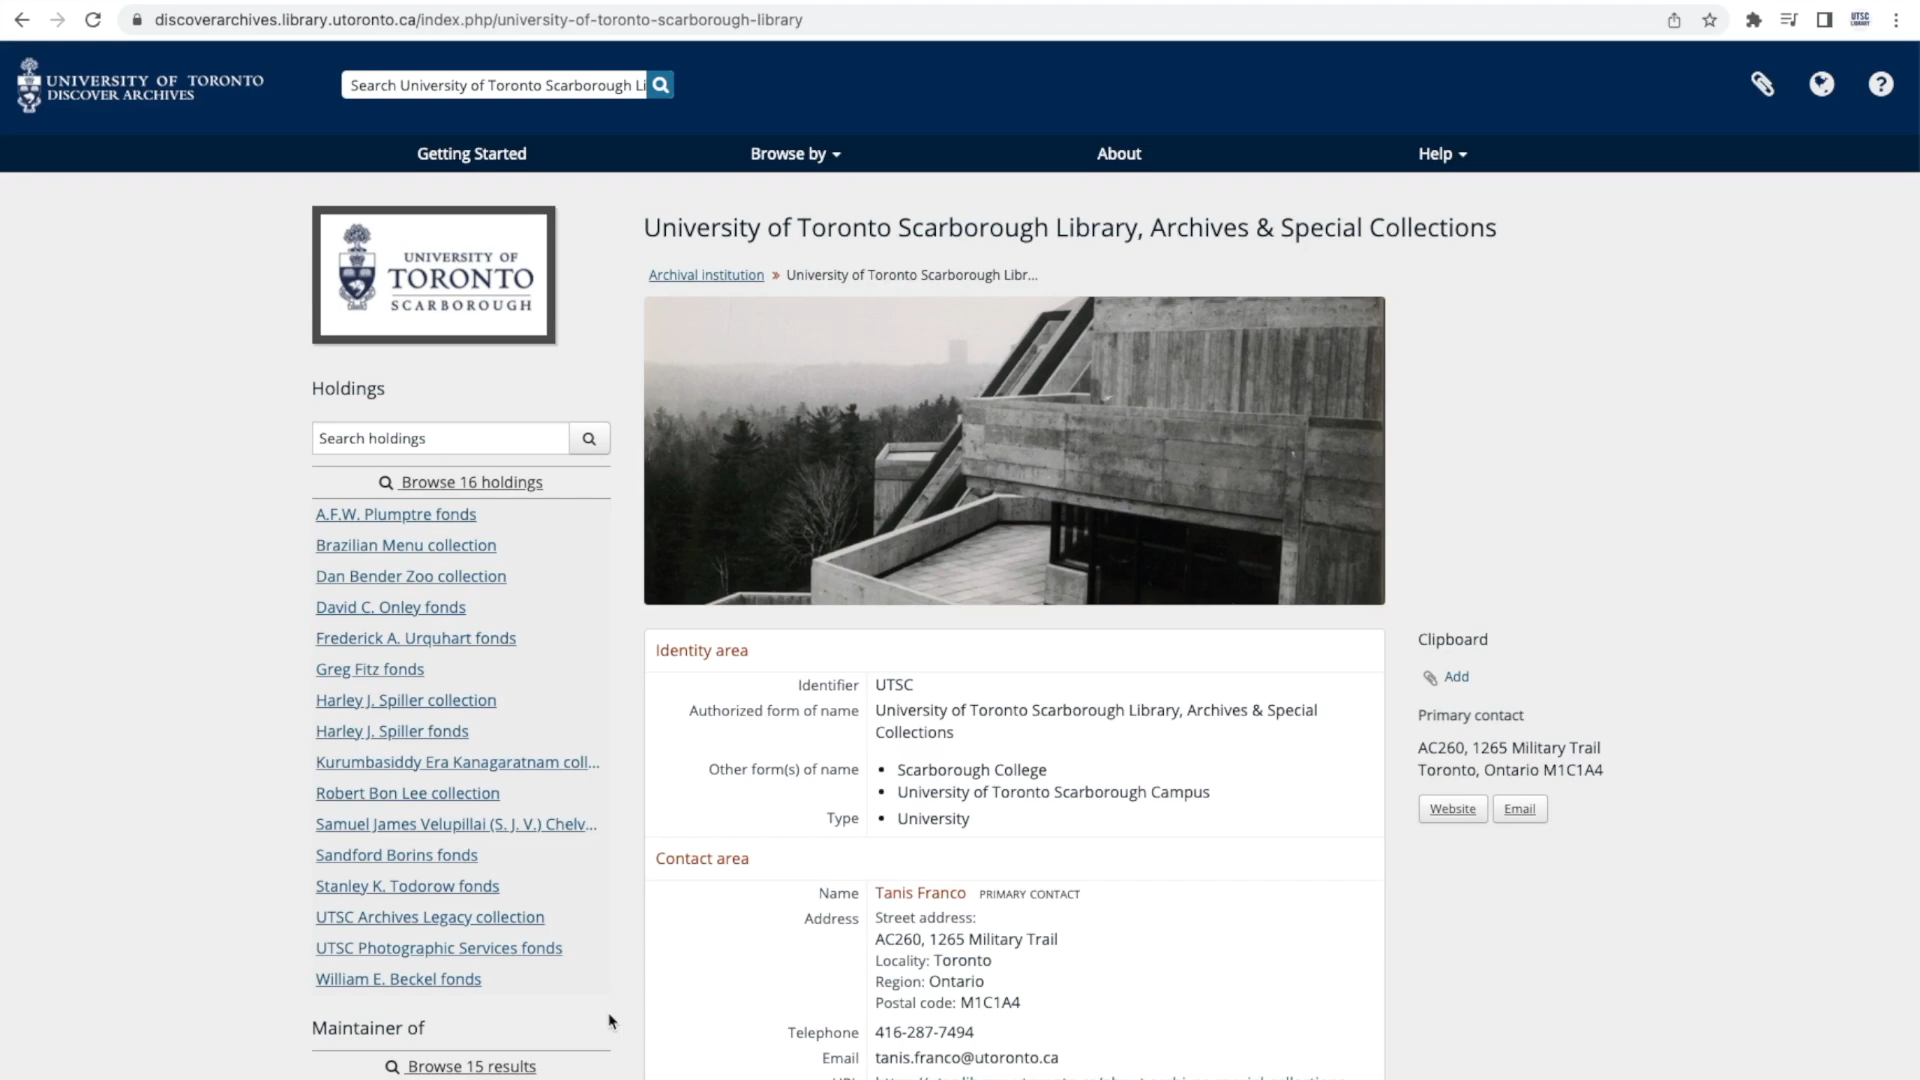 discoverarchives.library.utoronto.ca/index.php/university-of-toronto-scarborough-library
UTSC
LIBRARY
UNIVERSITY OF TORONTO
DISCOVER ARCHIVES
Search University of Toronto Scarborough Li
Getting Started
Browse by
About
Help
UNIVERSITY OF
TORONTO
SCARBOROUGH
Holdings
Search holdings
Browse 16 holdings
A.F.W. Plumptre fonds
Brazilian Menu collection
Dan Bender Zoo collection
David C. Onley fonds
Frederick A. Urquhart fonds
Greg Fitz fonds
Harley J. Spiller collection
Harley J. Spiller fonds
Kurumbasiddy Era Kanagaratnam coll...
Robert Bon Lee collection
Samuel James Velupillai (S. J. V.) Chelv...
Sandford Borins fonds
Stanley K. Todorow fonds
UTSC Archives Legacy collection
UTSC Photographic Services fonds
William E. Beckel fonds
Maintainer of
Browse 15 results
University of Toronto Scarborough Library, Archives & Special Collections
Archival institution » University of Toronto Scarborough Libr...
Identity area
Identifier UTSC
Authorized form of name University of Toronto Scarborough Library, Archives & Special
Collections
Other form(s) of name • Scarborough College
• University of Toronto Scarborough Campus
Type • University
Contact area
Name Tanis Franco PRIMARY CONTACT
Address Street address:
AC260, 1265 Military Trail
Locality: Toronto
Region: Ontario
Postal code: M1C1A4
Telephone 416-287-7494
Email tanis.franco@utoronto.ca
Clipboard
Add
Primary contact
AC260, 1265 Military Trail
Toronto, Ontario M1C1A4
Website Email